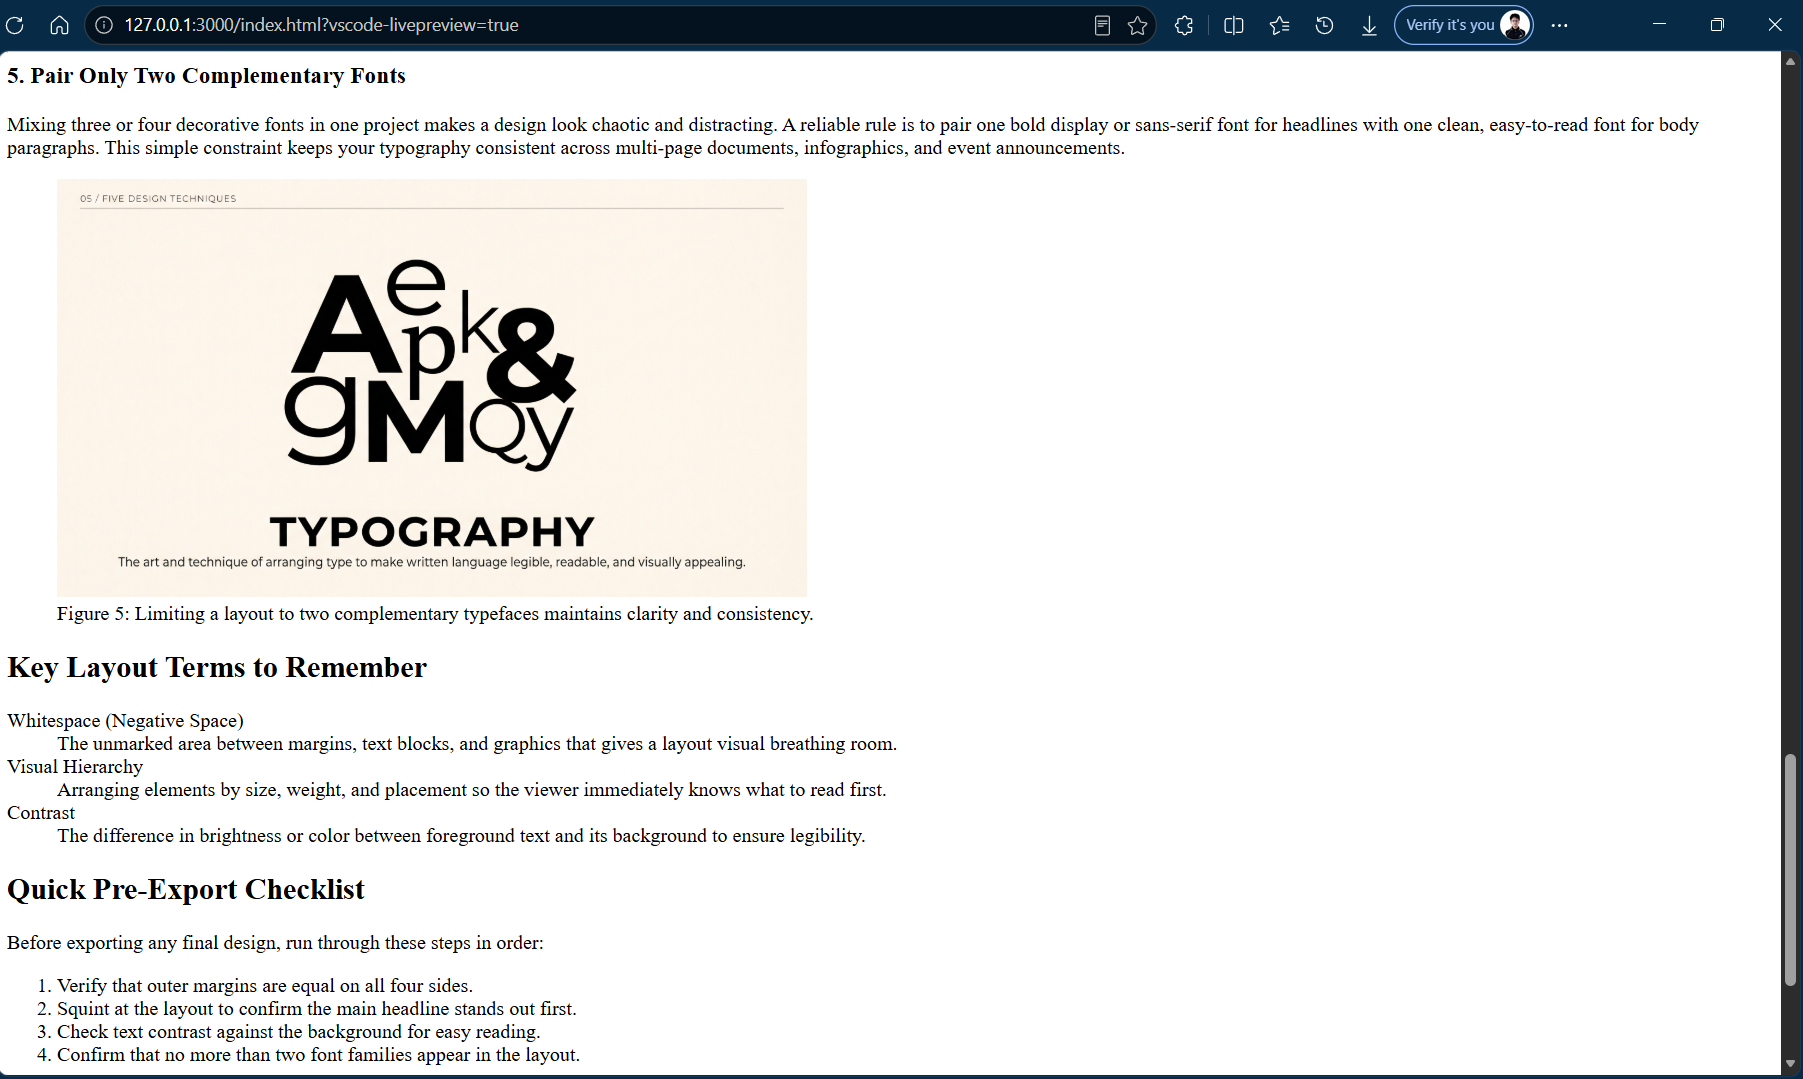 127.0.0.1:3000/index.html?vscode-livepreview=true
Verify it's you
5. Pair Only Two Complementary Fonts
Mixing three or four decorative fonts in one project makes a design look chaotic and distracting. A reliable rule is to pair one bold display or sans-serif font for headlines with one clean, easy-to-read font for body
paragraphs. This simple constraint keeps your typography consistent across multi-page documents, infographics, and event announcements.
05 / FIVE DESIGN TECHNIQUES
A e p k &
g M Q y
TYPOGRAPHY
The art and technique of arranging type to make written language legible, readable, and visually appealing.
Figure 5: Limiting a layout to two complementary typefaces maintains clarity and consistency.
Key Layout Terms to Remember
Whitespace (Negative Space)
The unmarked area between margins, text blocks, and graphics that gives a layout visual breathing room.
Visual Hierarchy
Arranging elements by size, weight, and placement so the viewer immediately knows what to read first.
Contrast
The difference in brightness or color between foreground text and its background to ensure legibility.
Quick Pre-Export Checklist
Before exporting any final design, run through these steps in order:
1. Verify that outer margins are equal on all four sides.
2. Squint at the layout to confirm the main headline stands out first.
3. Check text contrast against the background for easy reading.
4. Confirm that no more than two font families appear in the layout.